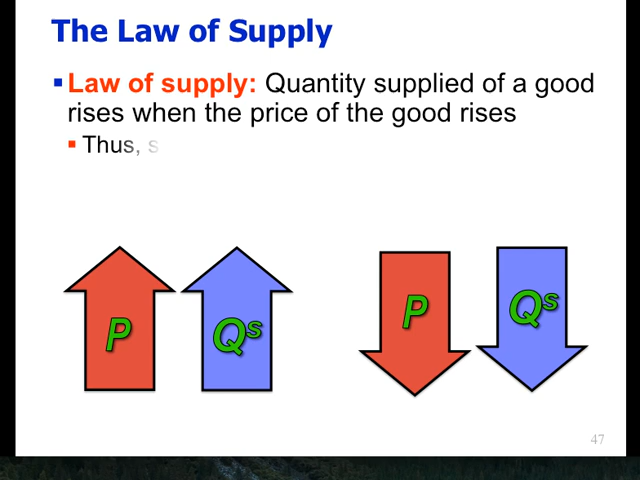 The Law of Supply
Law of supply: Quantity supplied of a good
rises when the price of the good rises
Thus, s
P
Qs
P
Qs
47